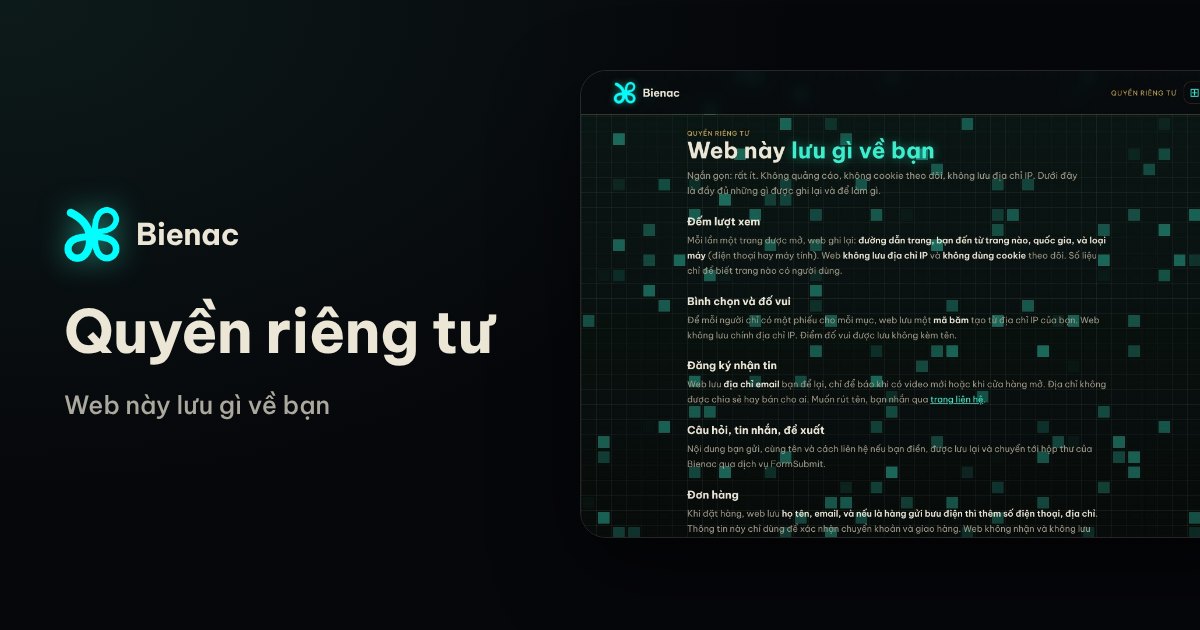 Bienac
Quyền riêng tư
Web này lưu gì về bạn
Bienac
QUYỀN RIÊNG TƯ
QUYỀN RIÊNG TƯ
Web này lưu gì về bạn
Ngắn gọn: rất ít. Không quảng cáo, không cookie theo dõi, không lưu địa chỉ IP. Dưới đây
là đầy đủ những gì được ghi lại và để làm gì.
Đếm lượt xem
Mỗi lần một trang được mở, web ghi lại: đường dẫn trang, bạn đến từ trang nào, quốc gia, và loại
máy (điện thoại hay máy tính). Web không lưu địa chỉ IP và không dùng cookie theo dõi. Số liệu
chỉ để biết trang nào có người dùng.
Bình chọn và đố vui
Để mỗi người chỉ có một phiếu cho mỗi mục, web lưu một mã băm tạo từ địa chỉ IP của bạn. Web
không lưu chính địa chỉ IP. Điểm đố vui được lưu không kèm tên.
Đăng ký nhận tin
Web lưu địa chỉ email bạn để lại, chỉ để báo khi có video mới hoặc khi cửa hàng mở. Địa chỉ không
được chia sẻ hay bán cho ai. Muốn rút tên, bạn nhắn qua trang liên hệ.
Câu hỏi, tin nhắn, đề xuất
Nội dung bạn gửi, cùng tên và cách liên hệ nếu bạn điền, được lưu lại và chuyển tới hộp thư của
Bienac qua dịch vụ FormSubmit.
Đơn hàng
Khi đặt hàng, web lưu họ tên, email, và nếu là hàng gửi bưu điện thì thêm số điện thoại, địa chỉ.
Thông tin này chỉ dùng để xác nhận chuyển khoản và giao hàng. Web không nhận và không lưu